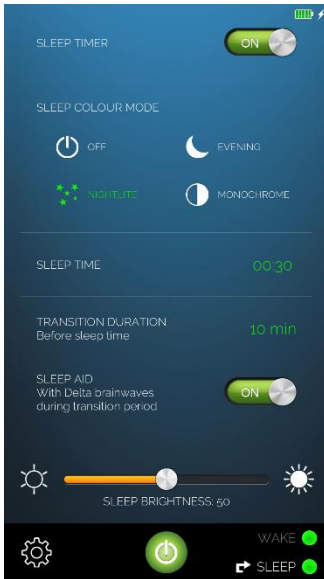 SLEEP TIMER ON
SLEEP COLOUR MODE
OFF EVENING
NIGHTLITE MONOCHROME
SLEEP TIME 00:30
TRANSITION DURATION
Before sleep time
10 min
SLEEP AID
With Delta brainwaves
during transition period
ON
SLEEP BRIGHTNESS: 50
WAKE
SLEEP